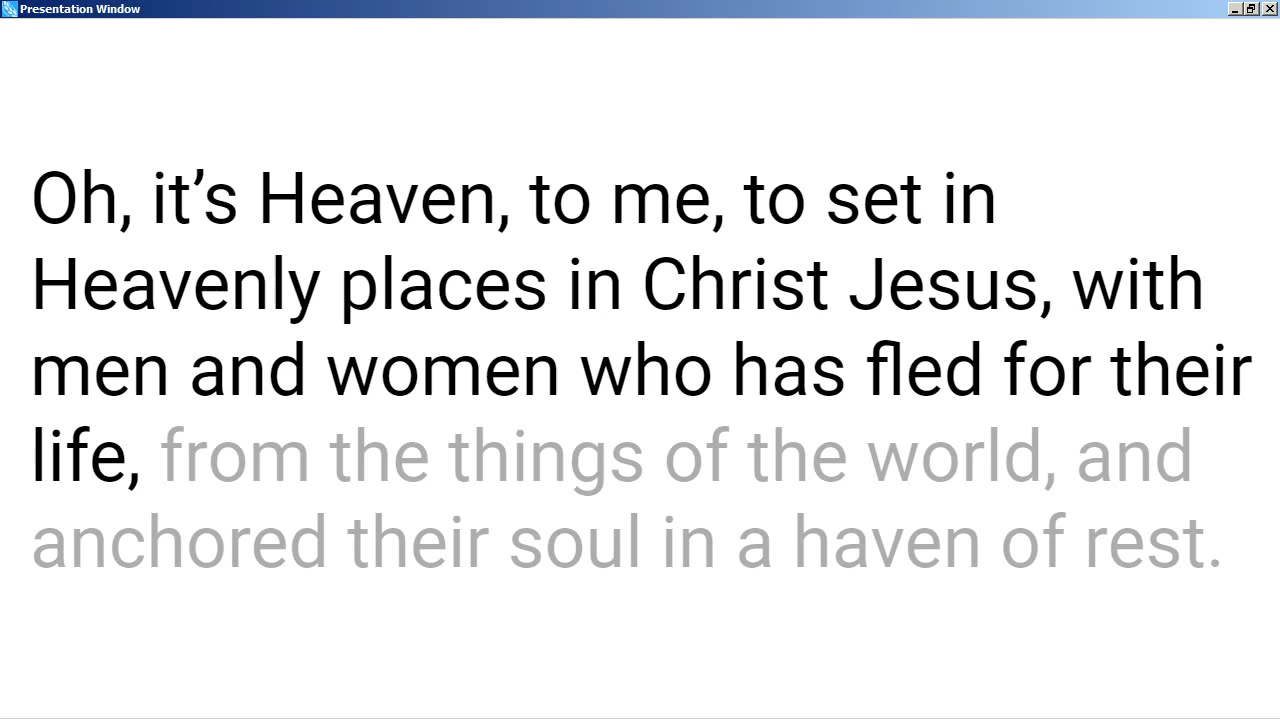 Presentation Window
Oh, it’s Heaven, to me, to set in
Heavenly places in Christ Jesus, with
men and women who has fled for their
life, from the things of the world, and
anchored their soul in a haven of rest.